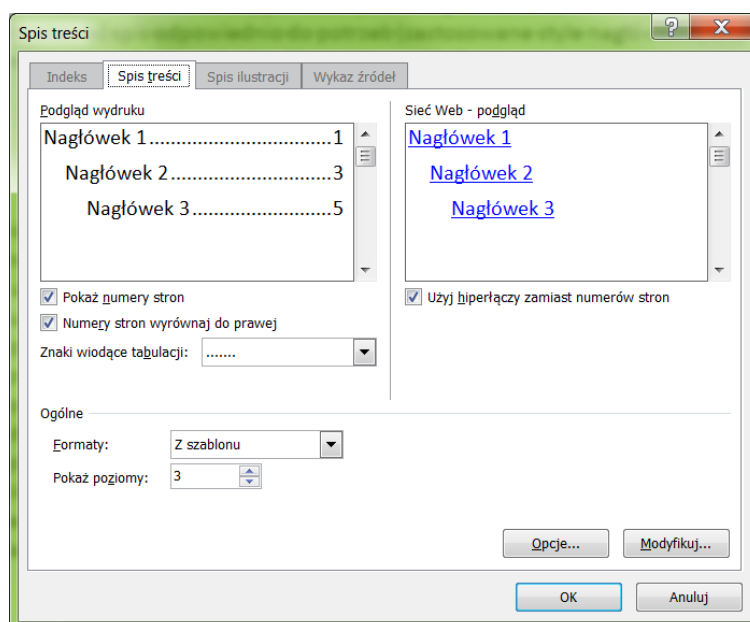 Spis treści
Indeks Spis treści Spis ilustracji Wykaz źródeł
Podgląd wydruku
Nagłówek 1..........................1
Nagłówek 2.......................3
Nagłówek 3....................5
Pokaż numery stron
Numery stron wyrównaj do prawej
Znaki wiodące tabulacji: .......
Sieć Web - podgląd
Nagłówek 1
Nagłówek 2
Nagłówek 3
Użyj hiperłączy zamiast numerów stron
Ogólne
Formaty: Z szablonu
Pokaż poziomy: 3
Opcje... Modyfikuj...
OK Anuluj